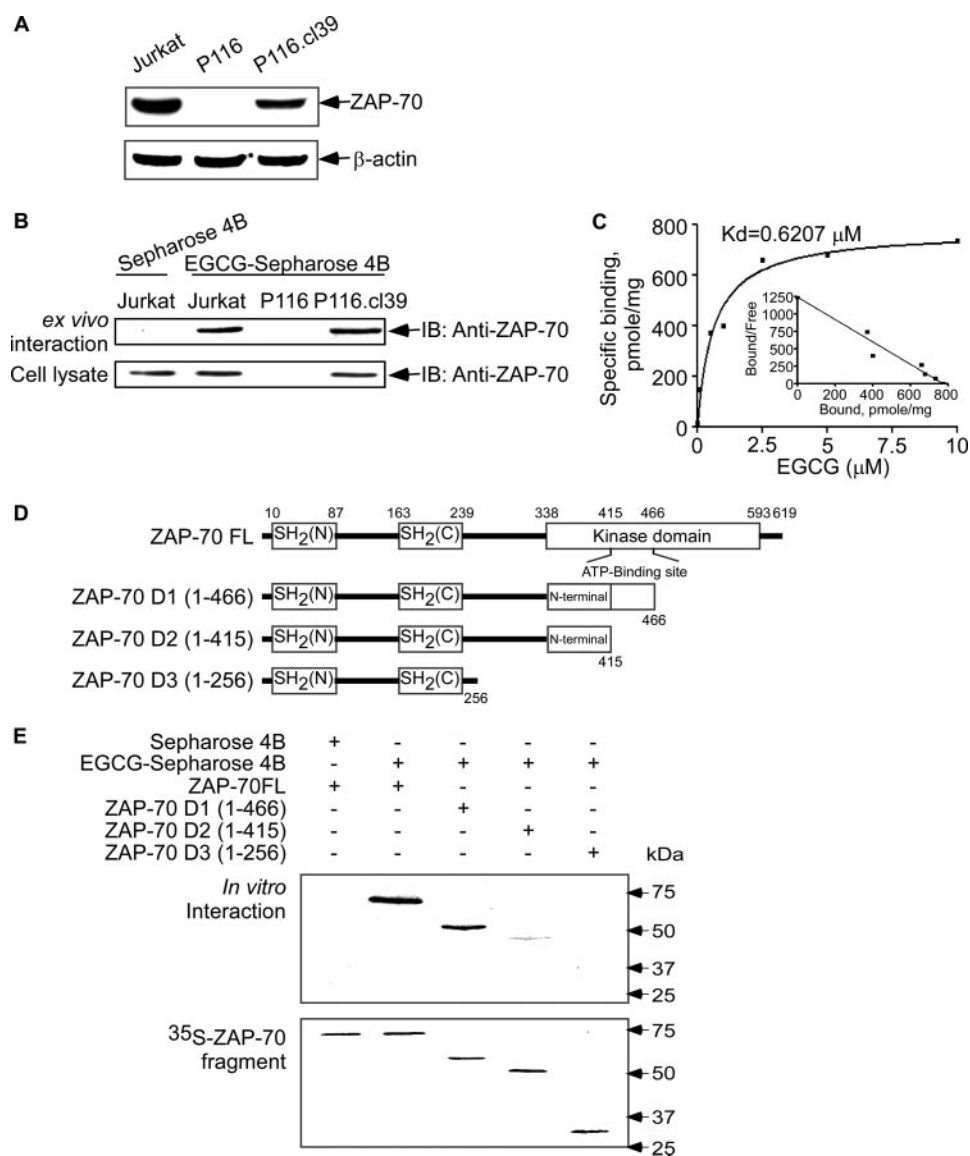 A
Jurkat P116 P116.cl39
ZAP-70
β-actin
B
Sepharose 4B
EGCG-Sepharose 4B
Jurkat Jurkat P116 P116.cl39
ex vivo
interaction
IB: Anti-ZAP-70
Cell lysate
IB: Anti-ZAP-70
C
Kd=0.6207 μM
Specific binding,
pmole/mg
800
600
400
200
0
0 2.5 5 7.5 10
EGCG (μM)
Bound/Free
1250
1000
750
500
250
0
0 200 400 600 800
Bound, pmole/mg
D
10 87 163 239 338 415 466 593 619
ZAP-70 FL
SH2(N) SH2(C) Kinase domain
ATP-Binding site
ZAP-70 D1 (1-466)
SH2(N) SH2(C) N-terminal
466
ZAP-70 D2 (1-415)
SH2(N) SH2(C) N-terminal
415
ZAP-70 D3 (1-256)
SH2(N) SH2(C)
256
E
Sepharose 4B + - - - -
EGCG-Sepharose 4B - + + + +
ZAP-70FL + + - - -
ZAP-70 D1 (1-466) - - + - -
ZAP-70 D2 (1-415) - - - + -
ZAP-70 D3 (1-256) - - - - +
kDa
In vitro
Interaction
75
50
37
25
35S-ZAP-70
fragment
75
50
37
25